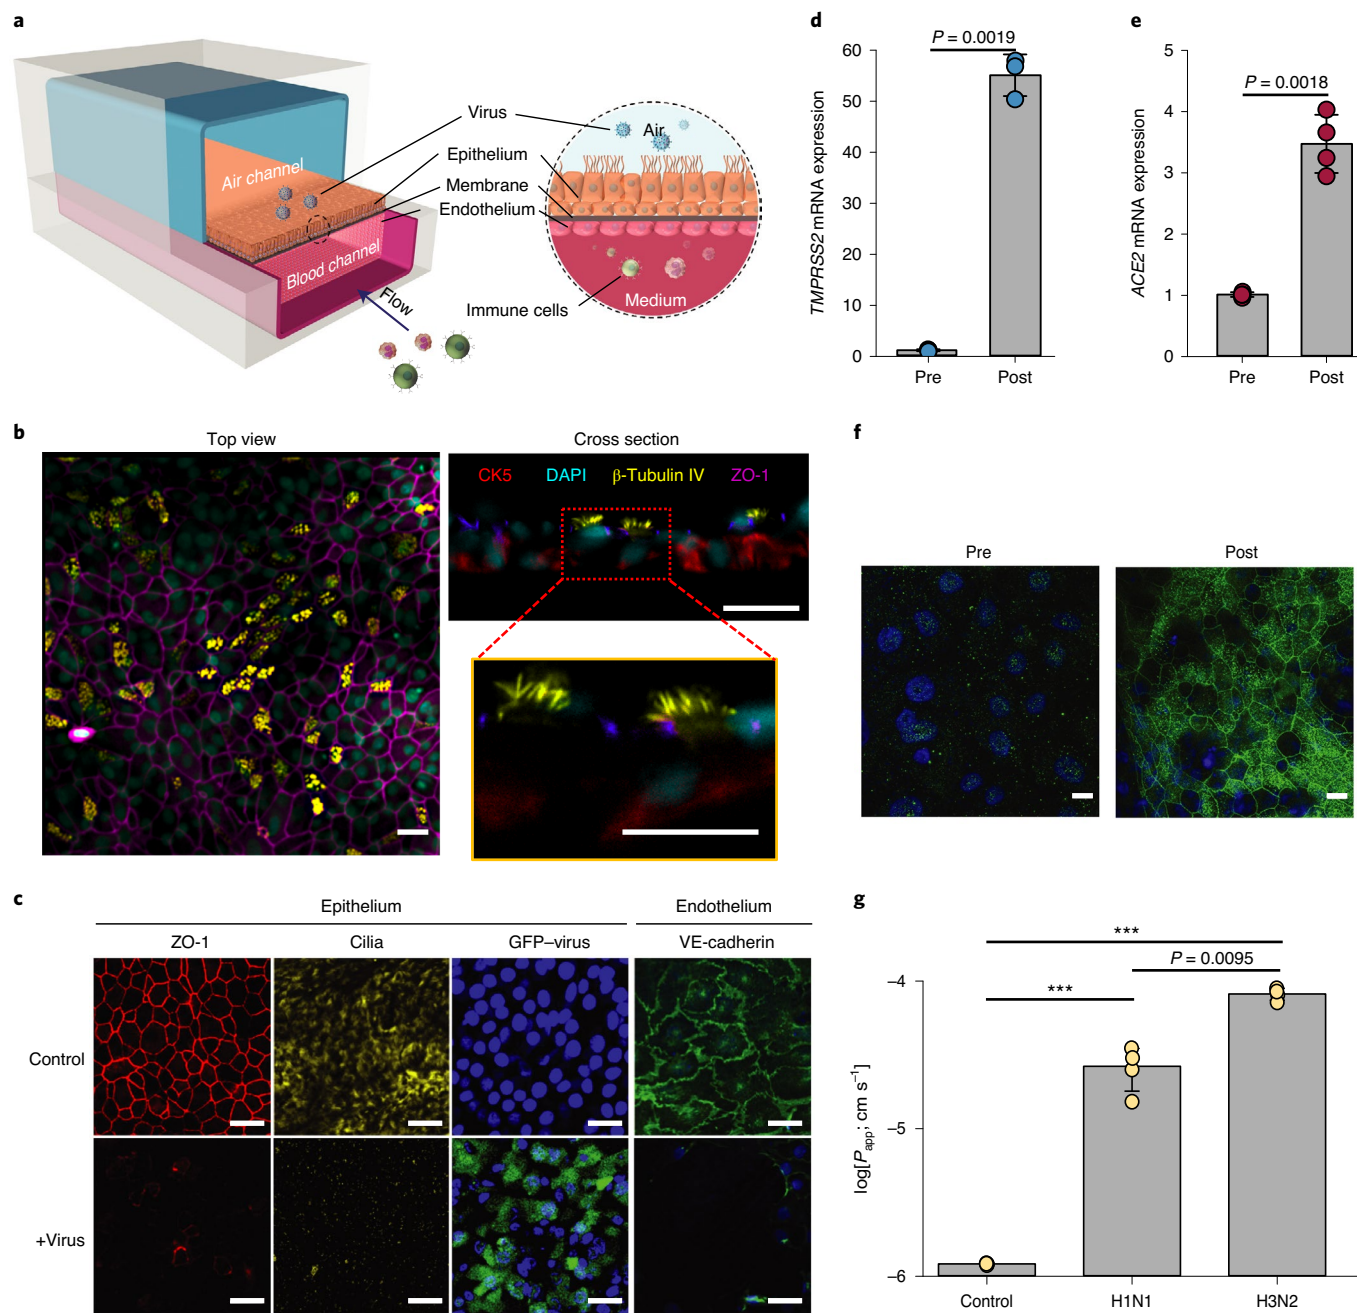 a
Virus
Epithelium
Membrane
Endothelium
Immune cells
Air channel
Blood channel
Flow
Air
Medium
d
TMPRSS2 mRNA expression
P = 0.0019
60
50
40
30
20
10
0
Pre
Post
e
ACE2 mRNA expression
P = 0.0018
5
4
3
2
1
0
Pre
Post
b
Top view
Cross section
CK5 DAPI β-Tubulin IV ZO-1
f
Pre
Post
c
Epithelium
Endothelium
ZO-1
Cilia
GFP–virus
VE-cadherin
Control
+Virus
g
***
P = 0.0095
***
log[Papp; cm s–1]
–4
–5
–6
Control
H1N1
H3N2